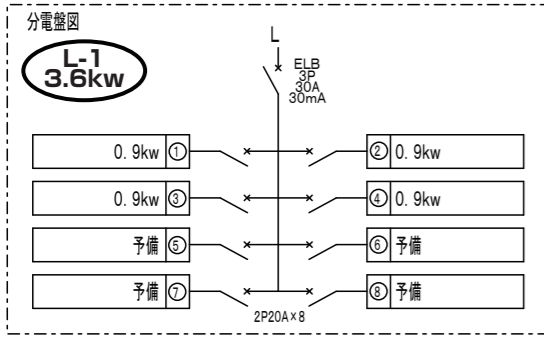 分電盤図
L-1
3.6kw
L
ELB
3P
30A
30mA
0. 9kw ① ② 0. 9kw
0. 9kw ③ ④ 0. 9kw
予備 ⑤ ⑥ 予備
予備 ⑦ ⑧ 予備
2P20A×8